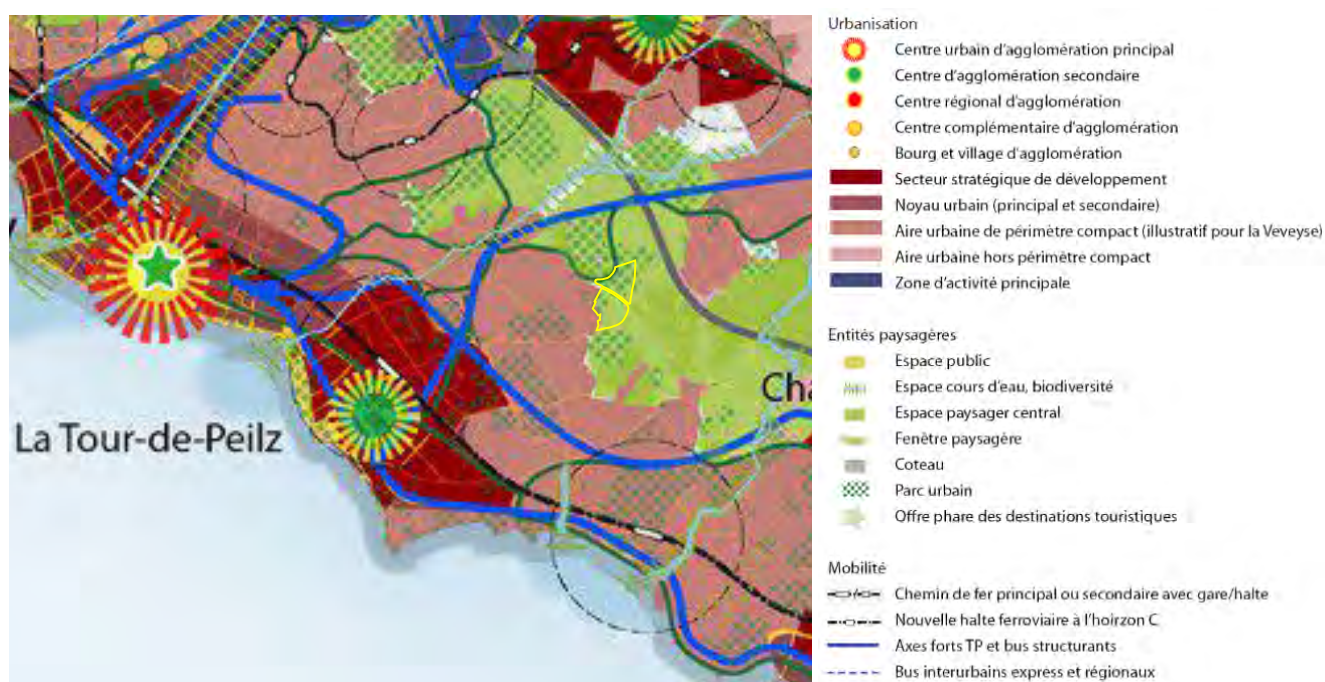 La Tour-de-Peilz
Cha
Urbanisation
Centre urbain d'agglomération principal
Centre d'agglomération secondaire
Centre régional d'agglomération
Centre complémentaire d'agglomération
Bourg et village d'agglomération
Secteur stratégique de développement
Noyau urbain (principal et secondaire)
Aire urbaine de périmètre compact (illustratif pour la Veveyse)
Aire urbaine hors périmètre compact
Zone d'activité principale
Entités paysagères
Espace public
Espace cours d'eau, biodiversité
Espace paysager central
Fenêtre paysagère
Coteau
Parc urbain
Offre phare des destinations touristiques
Mobilité
Chemin de fer principal ou secondaire avec gare/halte
Nouvelle halte ferroviaire à l'hoirzon C
Axes forts TP et bus structurants
Bus interurbains express et régionaux